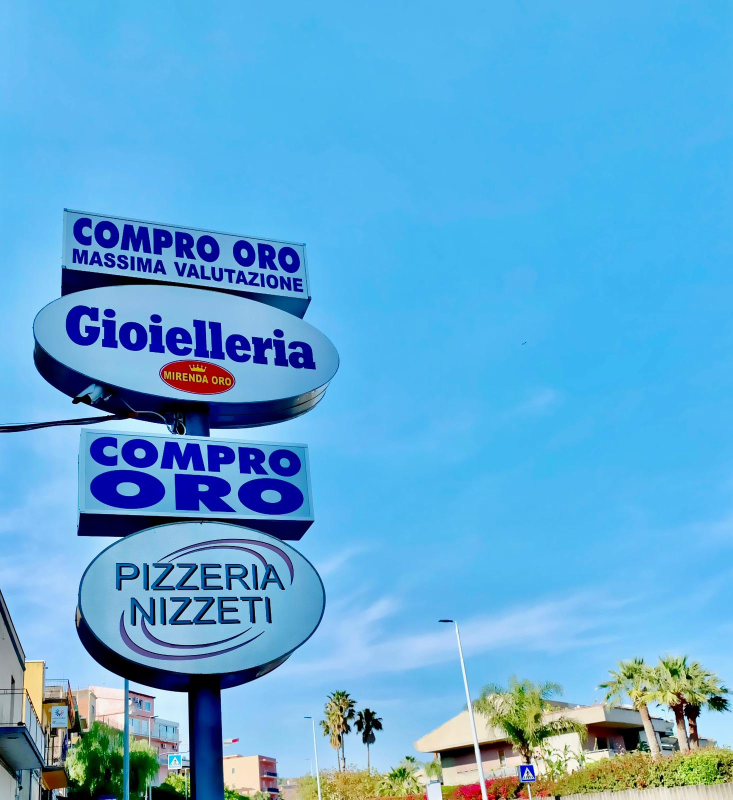 COMPRO ORO
MASSIMA VALUTAZIONE
Gioielleria
MIRENDA ORO
COMPRO
ORO
PIZZERIA
NIZZETI